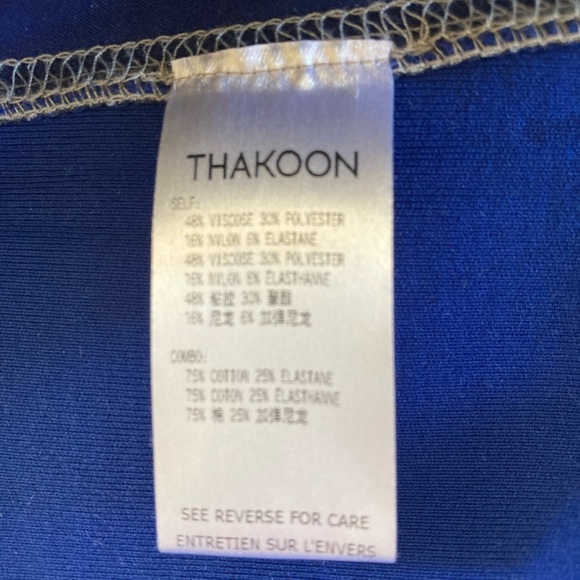 THAKOON
SELF:
48% VISCOSE 30% POLYESTER
16% NYLON 6% ELASTANE
48% VISCOSE 30% POLYESTER
16% NYLON 6% ELASTHANNE
48% 粘胶 30% 聚酯
16% 尼龙 6% 加弹尼龙
COMBO:
75% COTTON 25% ELASTANE
75% COTON 25% ELASTHANNE
75% 棉 25% 加弹尼龙
SEE REVERSE FOR CARE
ENTRETIEN SUR L'ENVERS